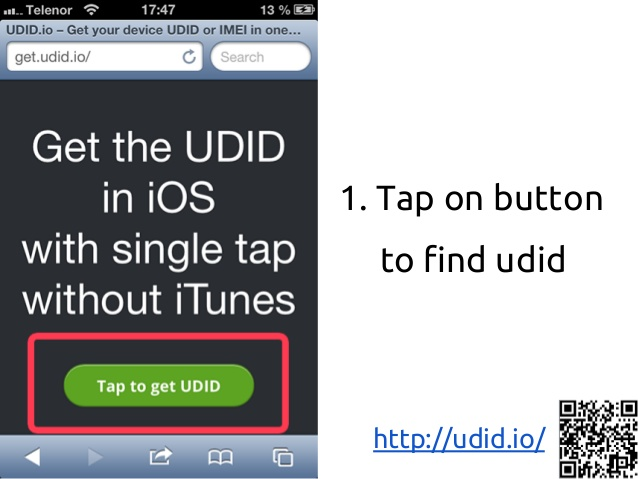 Telenor 17:47 13 %
UDID.io – Get your device UDID or IMEI in one…
get.udid.io/ Search
Get the UDID
in iOS
with single tap
without iTunes
Tap to get UDID
1. Tap on button
to find udid
http://udid.io/